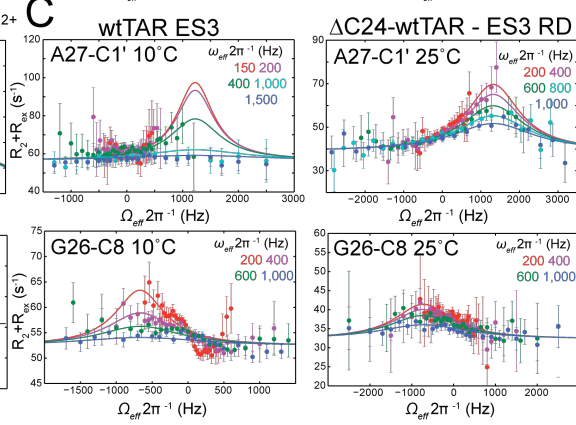 2+
C
wtTAR ES3
ΔC24-wtTAR - ES3 RD
A27-C1' 10°C
ω_eff 2π⁻¹ (Hz)
150 200
400 1,000
1,500
R₂+R_ex (s⁻¹)
120
100
80
60
40
−1000 0 1000 2000 3000
Ω_eff 2π⁻¹ (Hz)
A27-C1' 25°C
ω_eff 2π⁻¹ (Hz)
200 400
600 800
1,000
90
70
50
30
−2000 −1000 0 1000 2000 3000
Ω_eff 2π⁻¹ (Hz)
G26-C8 10°C
ω_eff 2π⁻¹ (Hz)
200 400
600 1,000
R₂+R_ex (s⁻¹)
75
70
65
60
55
50
45
−1500 −1000 −500 0 500 1000
Ω_eff 2π⁻¹ (Hz)
G26-C8 25°C
ω_eff 2π⁻¹ (Hz)
200 400
600 1,000
60
55
50
45
40
35
30
25
20
−2000 −1000 0 1000 2000
Ω_eff 2π⁻¹ (Hz)